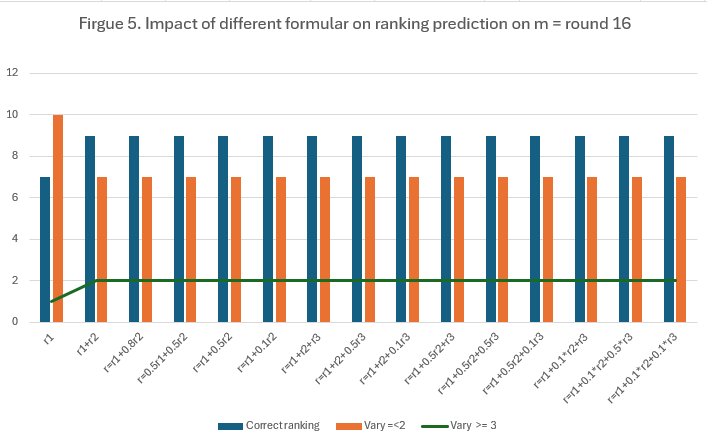 Firgue 5. Impact of different formular on ranking prediction on m = round 16
12
10
8
6
4
2
0
r1
r1+r2
r=r1+0.8r2
r=0.5r1+0.5r2
r=r1+0.5r2
r=r1+0.1r2
r=r1+r2+r3
r=r1+r2+0.5r3
r=r1+r2+0.1r3
r=r1+0.5r2+r3
r=r1+0.5r2+0.5r3
r=r1+0.5r2+0.1r3
r=r1+0.1*r2+r3
r=r1+0.1*r2+0.5*r3
r=r1+0.1*r2+0.1*r3
Correct ranking
Vary =<2
Vary >= 3